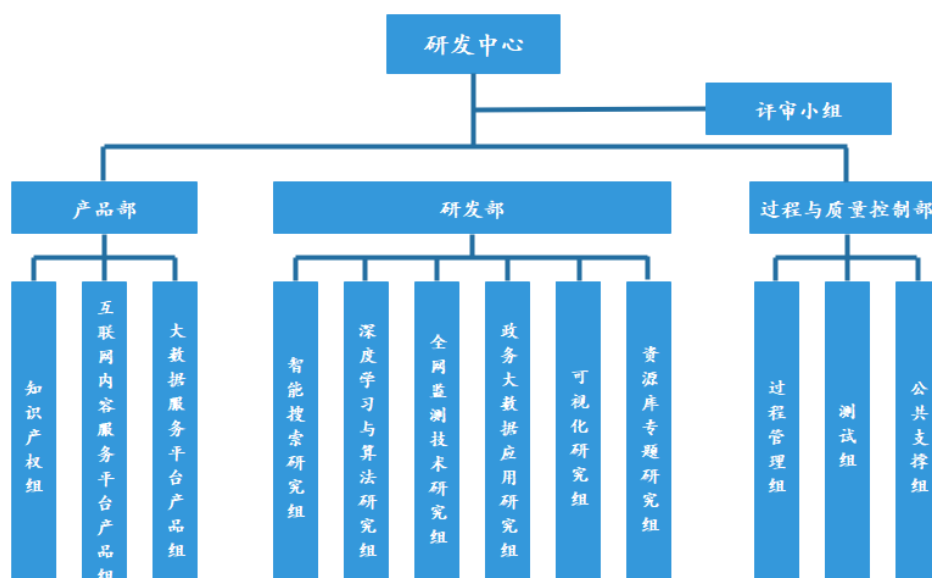 研发中心
评审小组
产品部
研发部
过程与质量控制部
知识产权组
互联网内容服务平台产品组
大数据服务平台产品组
智能搜索研究组
深度学习与算法研究组
全网监测技术研究组
政务大数据应用研究组
可视化研究组
资源库专题研究组
过程管理组
测试组
公共支撑组